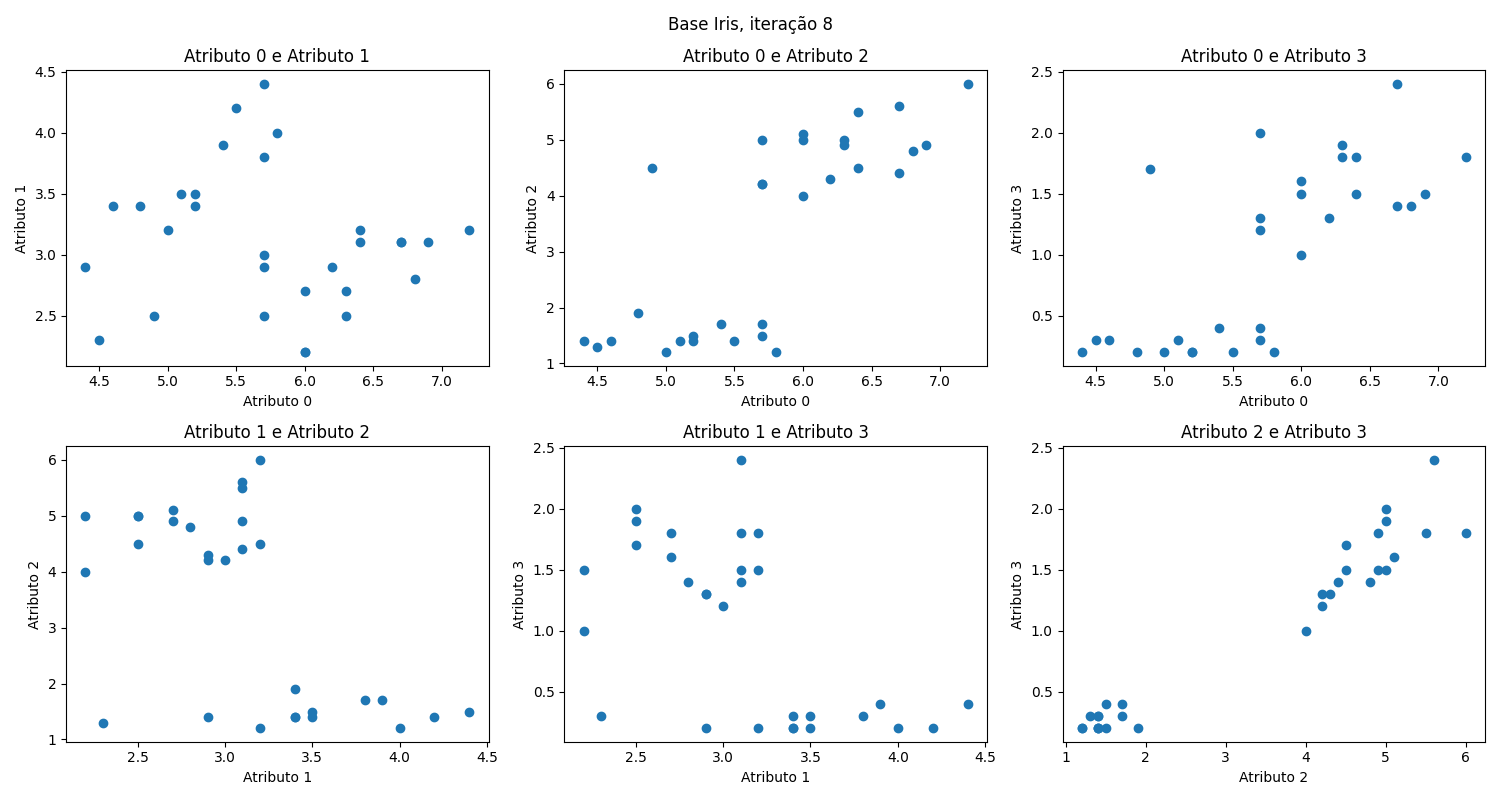 Base Iris, iteração 8
Atributo 0 e Atributo 1
4.5
4.0
3.5
3.0
2.5
Atributo 1
4.5 5.0 5.5 6.0 6.5 7.0
Atributo 0
Atributo 0 e Atributo 2
6
5
4
3
2
1
Atributo 2
4.5 5.0 5.5 6.0 6.5 7.0
Atributo 0
Atributo 0 e Atributo 3
2.5
2.0
1.5
1.0
0.5
Atributo 3
4.5 5.0 5.5 6.0 6.5 7.0
Atributo 0
Atributo 1 e Atributo 2
6
5
4
3
2
1
Atributo 2
2.5 3.0 3.5 4.0 4.5
Atributo 1
Atributo 1 e Atributo 3
2.5
2.0
1.5
1.0
0.5
Atributo 3
2.5 3.0 3.5 4.0 4.5
Atributo 1
Atributo 2 e Atributo 3
2.5
2.0
1.5
1.0
0.5
Atributo 3
1 2 3 4 5 6
Atributo 2